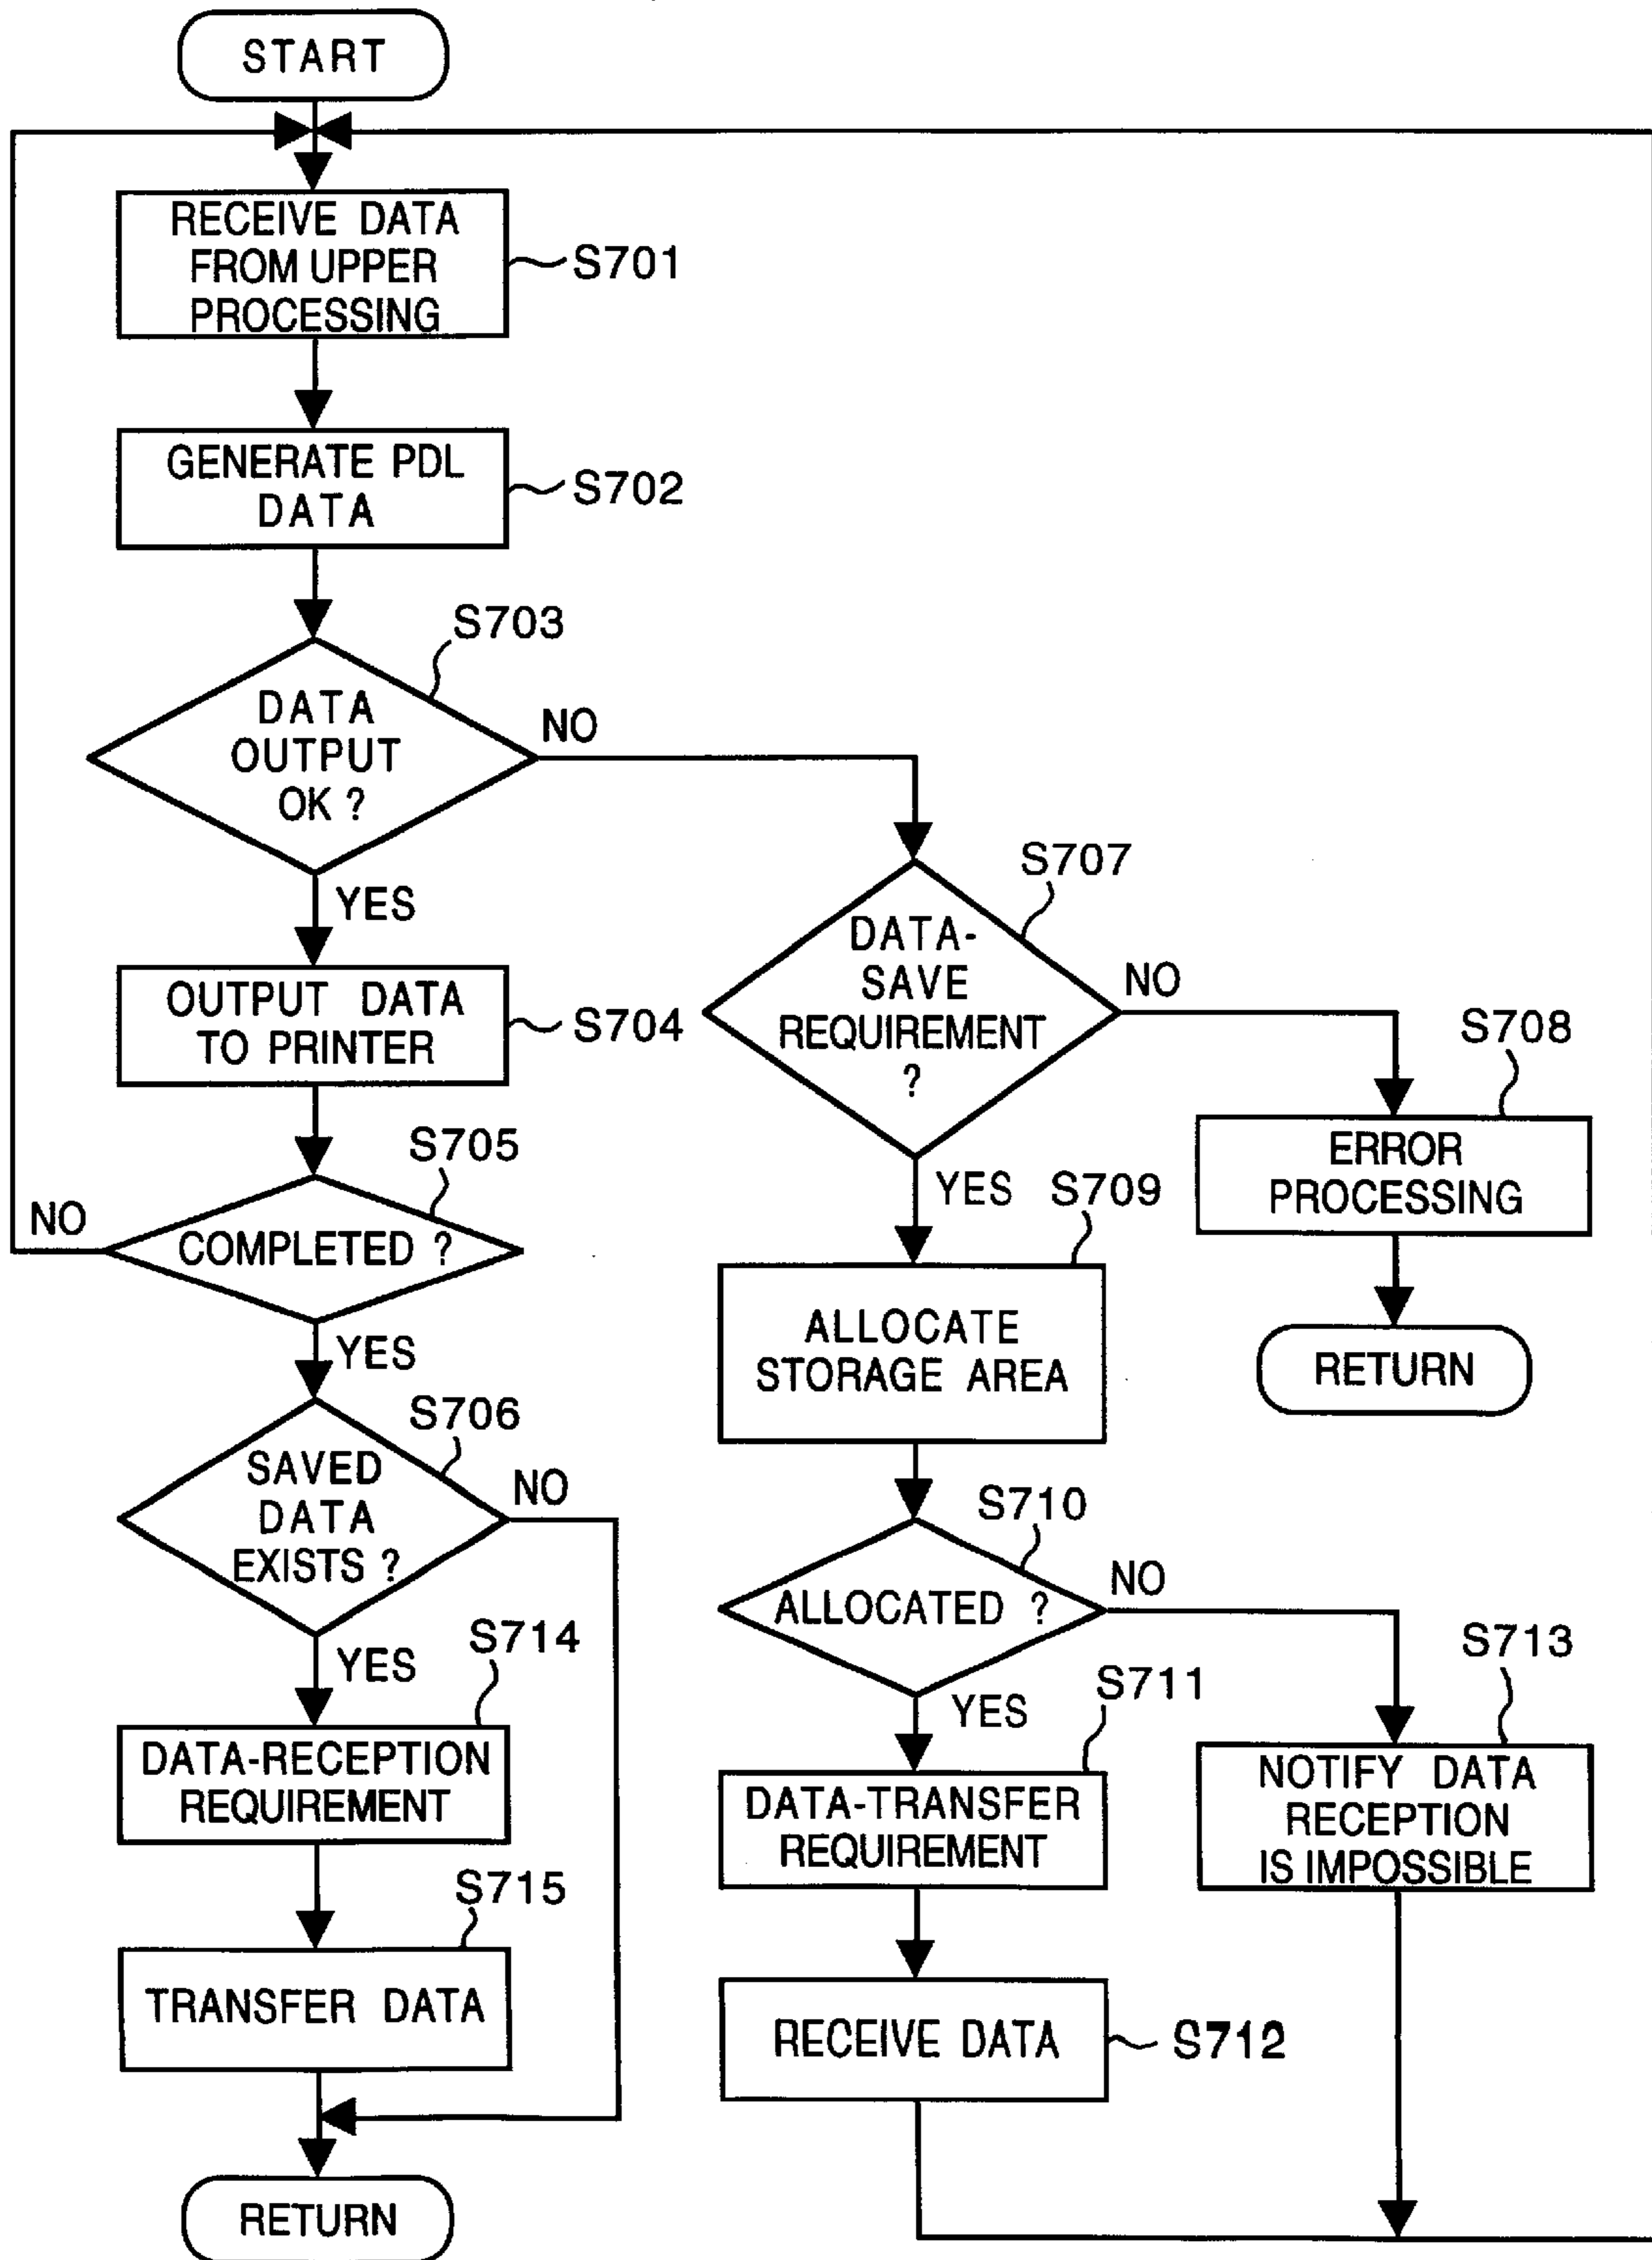 START
RECEIVE DATA
FROM UPPER
PROCESSING
S701
GENERATE PDL
DATA
S702
S703
DATA
OUTPUT
OK ?
NO
YES
OUTPUT DATA
TO PRINTER
S704
S705
COMPLETED ?
NO
YES
S706
SAVED
DATA
EXISTS ?
NO
YES
S714
DATA-RECEPTION
REQUIREMENT
S715
TRANSFER DATA
RETURN
S707
DATA-
SAVE
REQUIREMENT
?
NO
YES
S708
ERROR
PROCESSING
RETURN
S709
ALLOCATE
STORAGE AREA
S710
ALLOCATED ?
NO
YES
S711
DATA-TRANSFER
REQUIREMENT
RECEIVE DATA
S712
S713
NOTIFY DATA
RECEPTION
IS IMPOSSIBLE